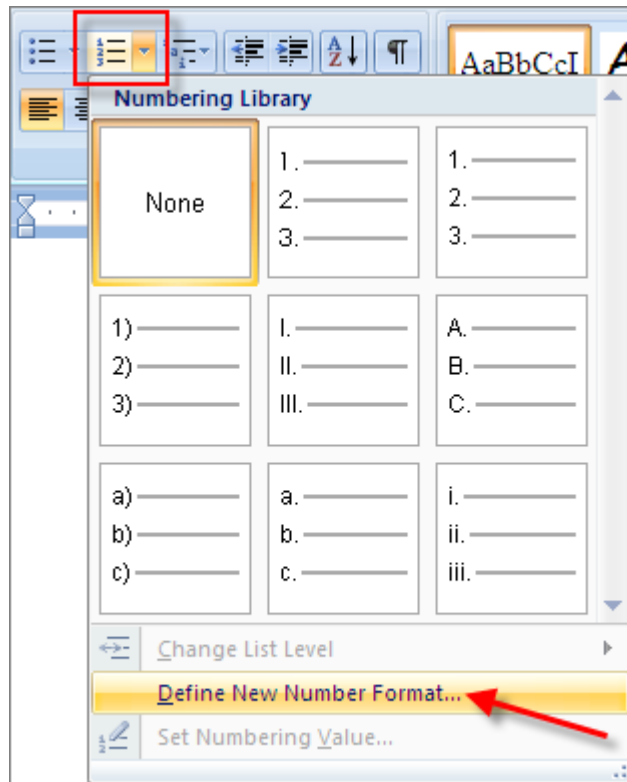 AaBbCcI
Numbering Library
None
1.
2.
3.
1.
2.
3.
1)
2)
3)
I.
II.
III.
A.
B.
C.
a)
b)
c)
a.
b.
c.
i.
ii.
iii.
Change List Level
Define New Number Format...
Set Numbering Value...